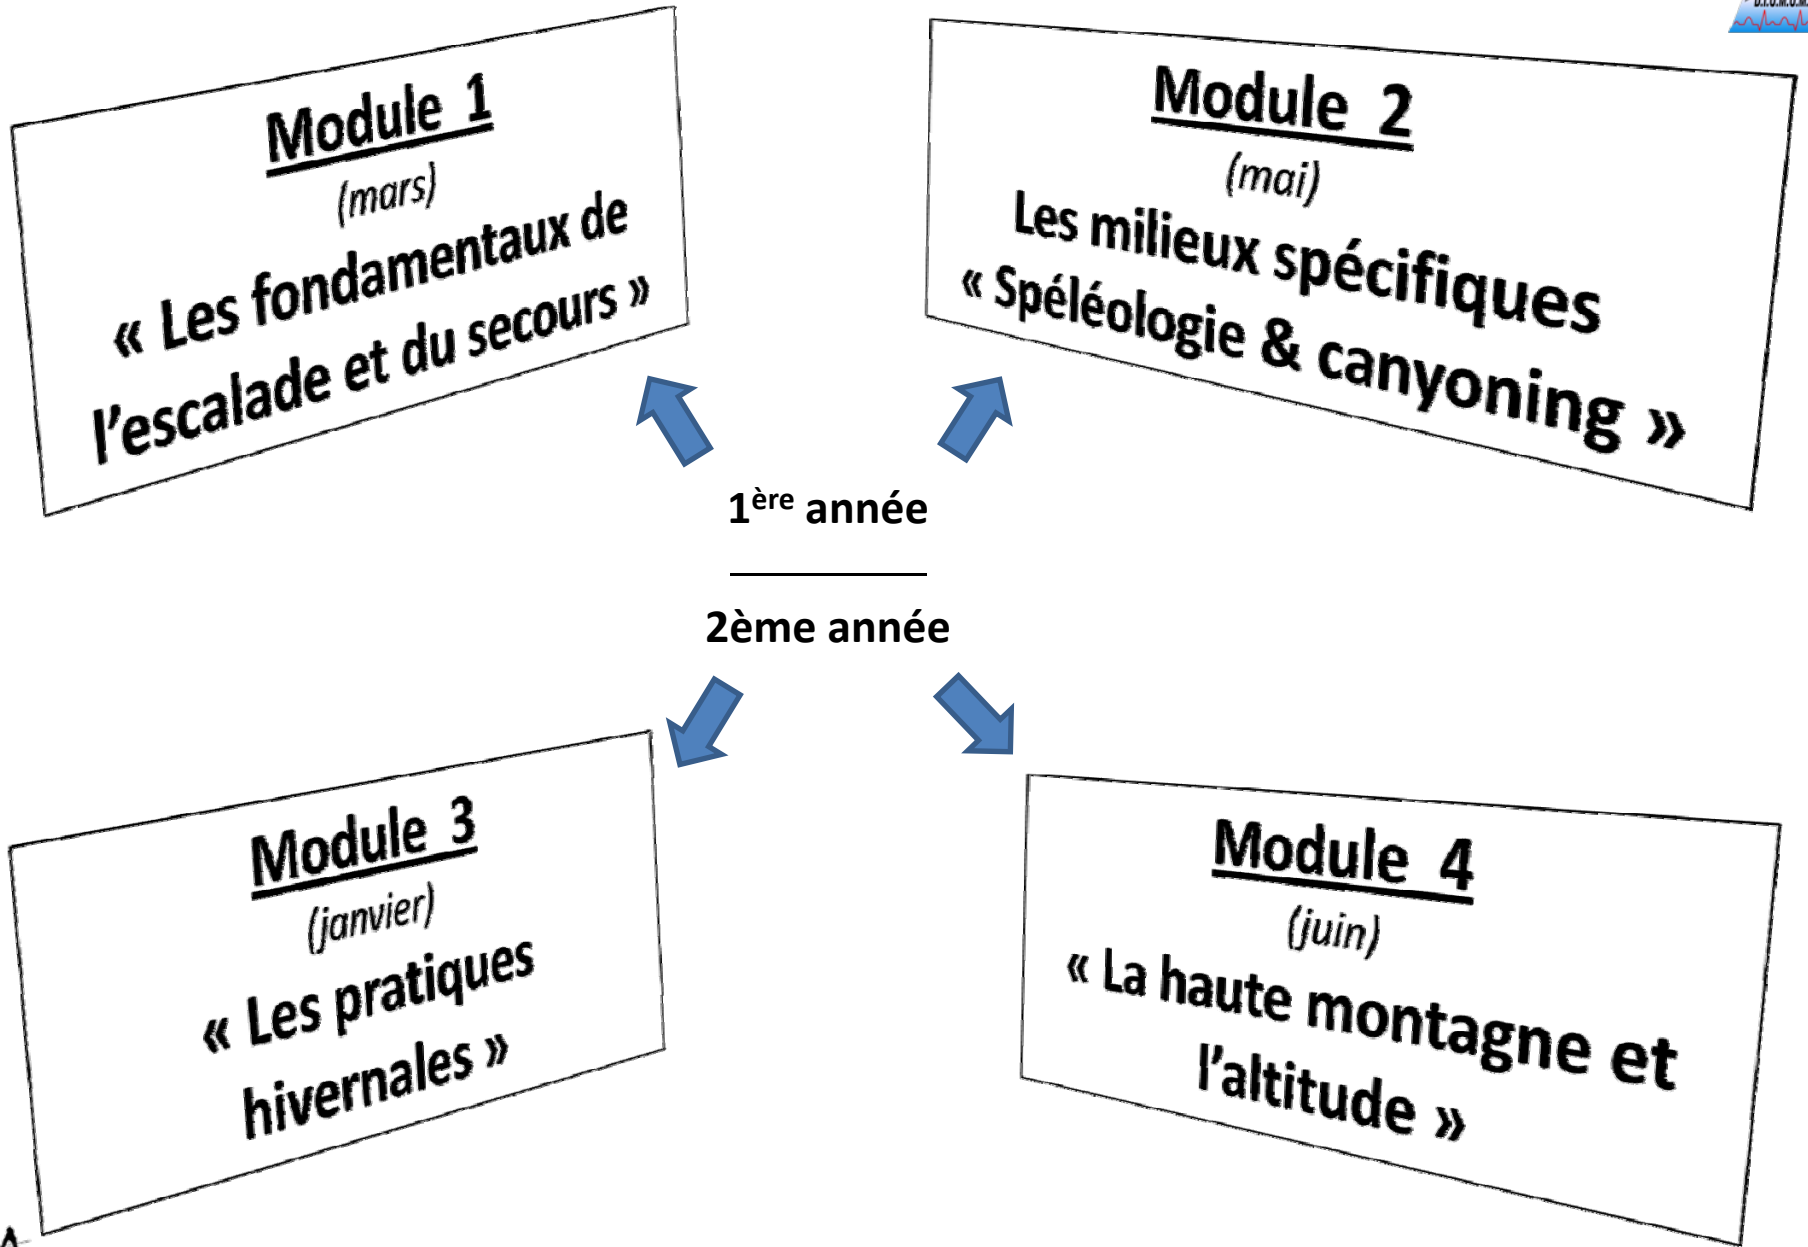 Module 1
(mars)
« Les fondamentaux de
l'escalade et du secours »
Module 2
(mai)
Les milieux spécifiques
« Spéléologie & canyoning »
1ère année
2ème année
Module 3
(janvier)
« Les pratiques
hivernales »
Module 4
(juin)
« La haute montagne et
l'altitude »